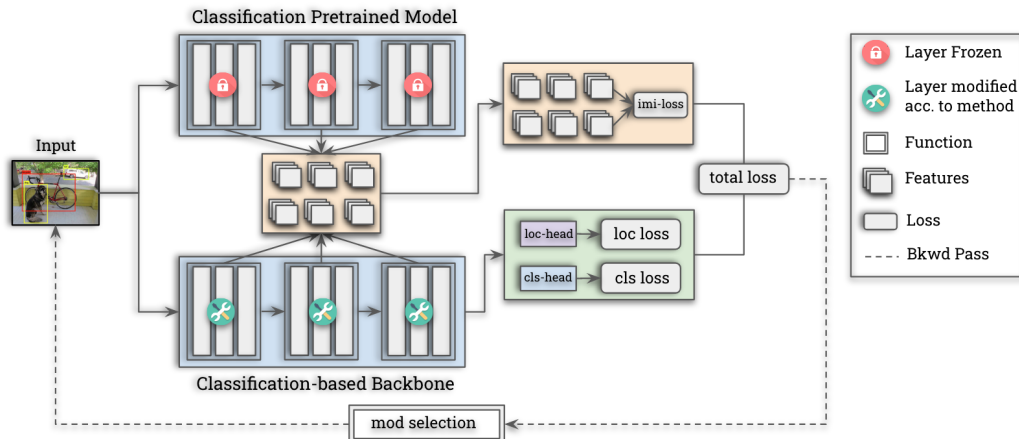 Classification Pretrained Model
Input
imi-loss
total loss
loc-head
loc loss
cls-head
cls loss
Classification-based Backbone
mod selection
Layer Frozen
Layer modified
acc. to method
Function
Features
Loss
Bkwd Pass